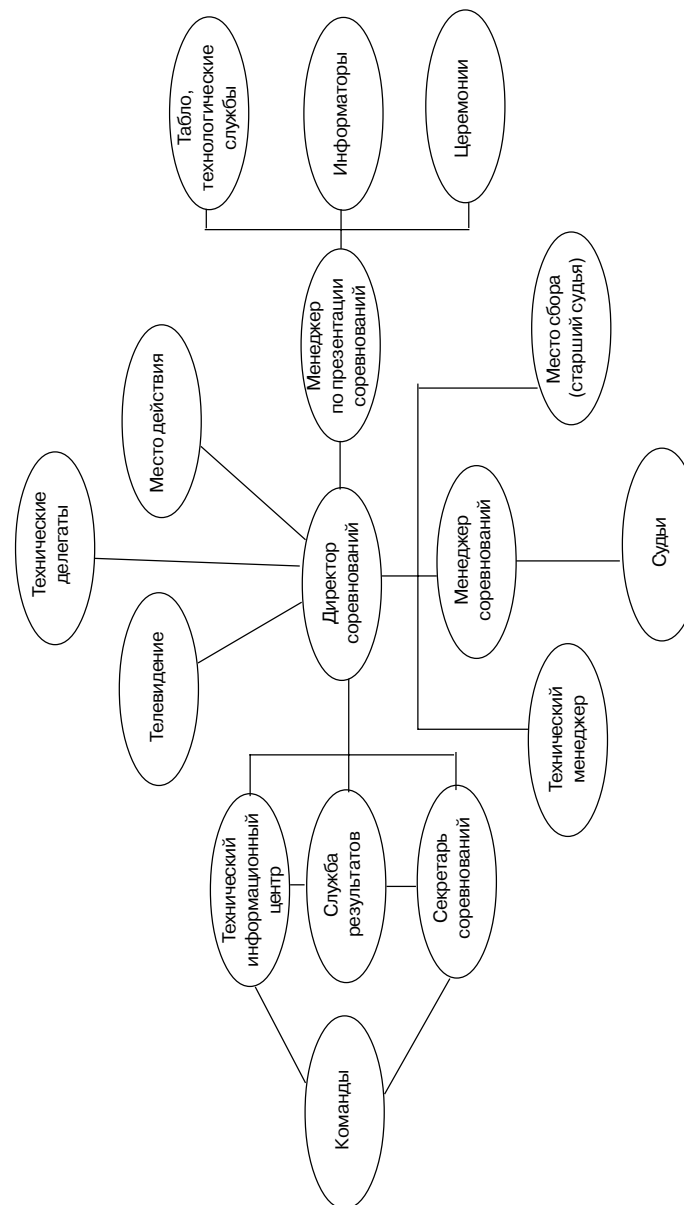 Технические
делегаты
Телевидение
Место действия
Табло,
технологические
службы
Технический
информационный
центр
Команды
Служба
результатов
Директор
соревнований
Менеджер
по презентации
соревнований
Информаторы
Секретарь
соревнований
Менеджер
соревнований
Церемонии
Технический
менеджер
Место сбора
(старший судья)
Судьи